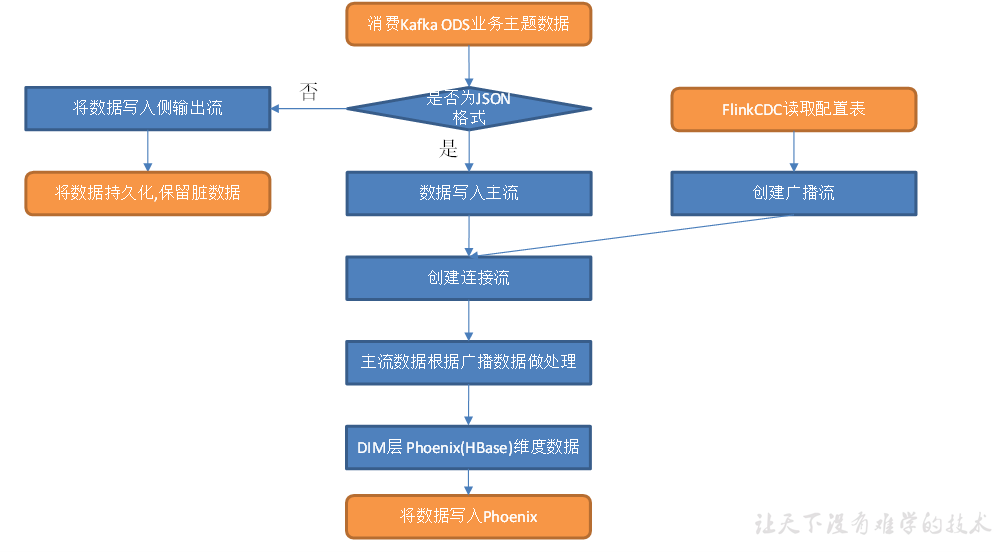 消费Kafka ODS业务主题数据
否
将数据写入侧输出流
是否为JSON
格式
FlinkCDC读取配置表
是
将数据持久化,保留脏数据
数据写入主流
创建广播流
创建连接流
主流数据根据广播数据做处理
DIM层 Phoenix(HBase)维度数据
将数据写入Phoenix
让天下没有难学的技术